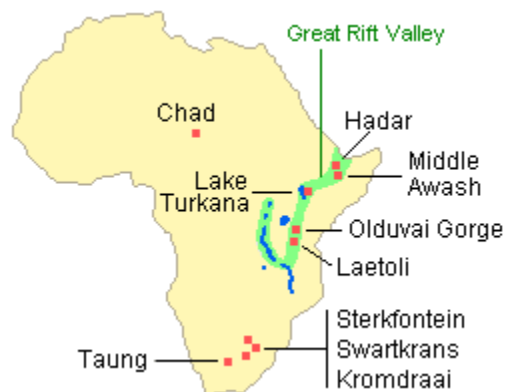 Great Rift Valley
Chad
Hadar
Middle
Awash
Lake
Turkana
Olduvai Gorge
Laetoli
Sterkfontein
Swartkrans
Kromdraai
Taung